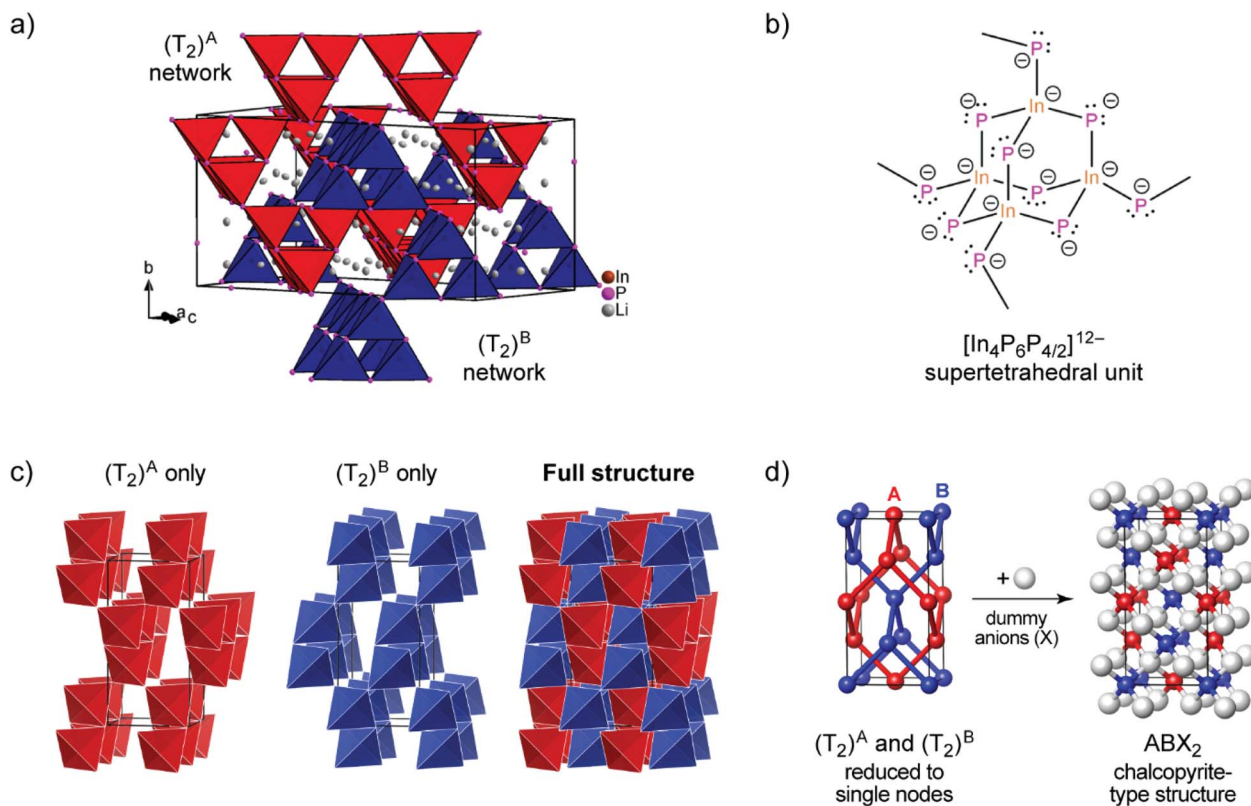 a)
(T₂)ᴬ
network
b
a c
In
P
Li
(T₂)ᴮ
network
b)
P
In
P
P
P
In
In
P
P
P
In
P
P
P
[In₄P₆P₄/₂]¹²⁻
supertetrahedral unit
c)
(T₂)ᴬ only
(T₂)ᴮ only
Full structure
d)
A
B
+
dummy
anions (X)
(T₂)ᴬ and (T₂)ᴮ
reduced to
single nodes
ABX₂
chalcopyrite-
type structure